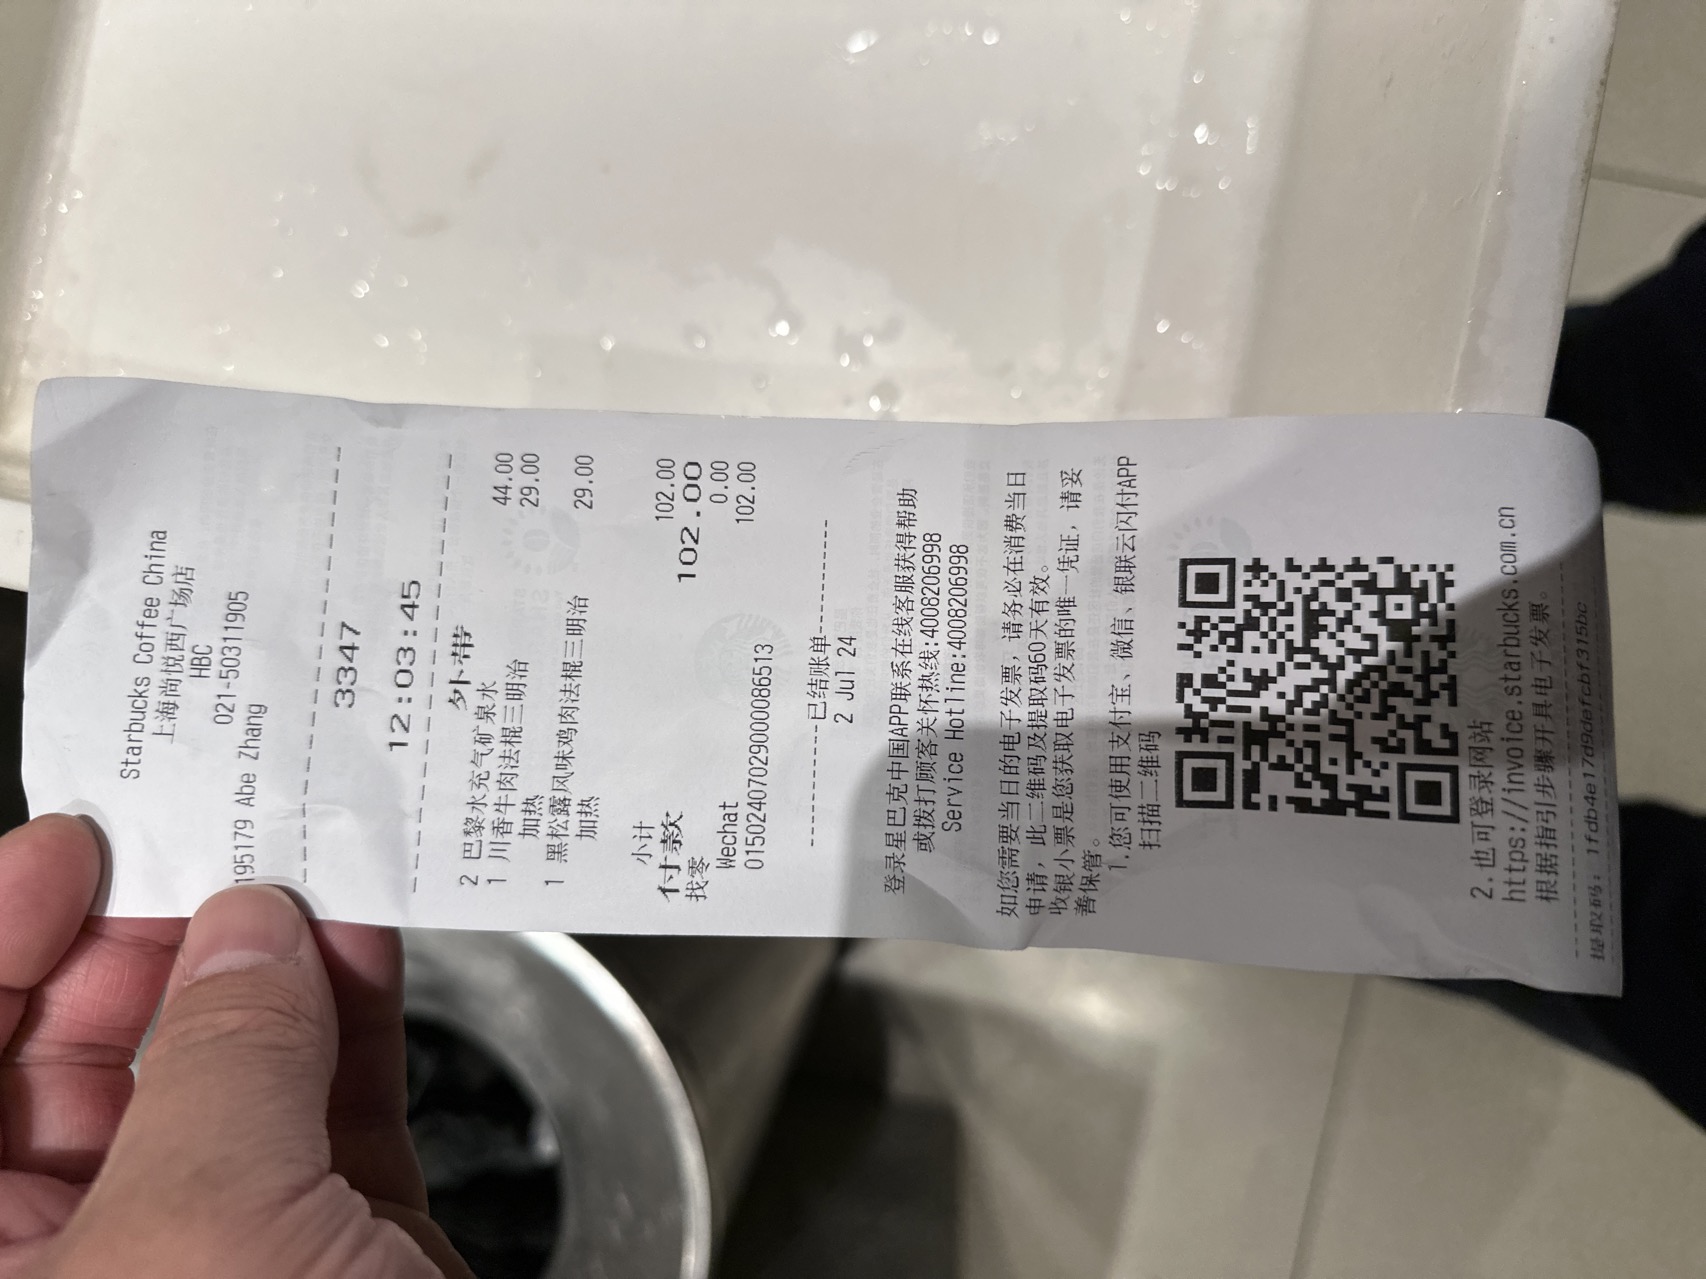 Starbucks Coffee China
上海尚悦西广场店
HBC
021-50311905
195179 Abe Zhang
3347
12:03:45
外带
2 巴黎水充气矿泉水 44.00
1 川香牛肉法棍三明治 29.00
加热
1 黑松露风味鸡肉法棍三明治 29.00
加热
小计 102.00
付款 102.00
找零 0.00
Wechat 102.00
0150240702900086513
已结账单
2 Jul 24
登录星巴克中国APP联系在线客服获得帮助
或拨打顾客关怀热线:4008206998
Service Hotline:4008206998
如您需要当日的电子发票，请务必在消费当日
申请，此二维码及提取码60天有效。
收银小票是您获取电子发票的唯一凭证，请妥
善保管。
1.您可使用支付宝、微信、银联云闪付APP
扫描二维码
2.也可登录网站
https://invoice.starbucks.com.cn
根据指引步骤开具电子发票。
提取码: 1fdb4e17d9defcbf315bc